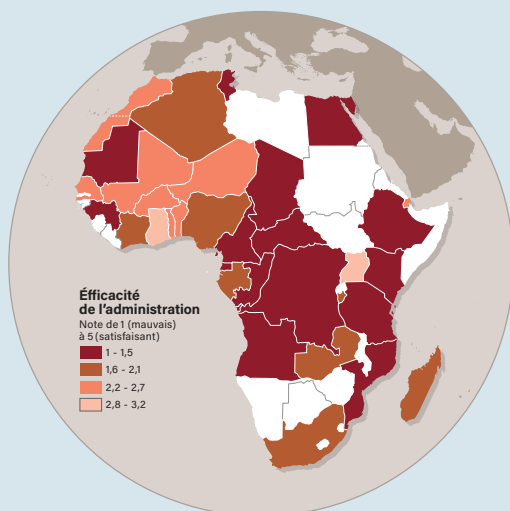 Éfficacité
de l'administration
Note de 1 (mauvais)
à 5 (satisfaisant)
1 - 1,5
1,6 - 2,1
2,2 - 2,7
2,8 - 3,2